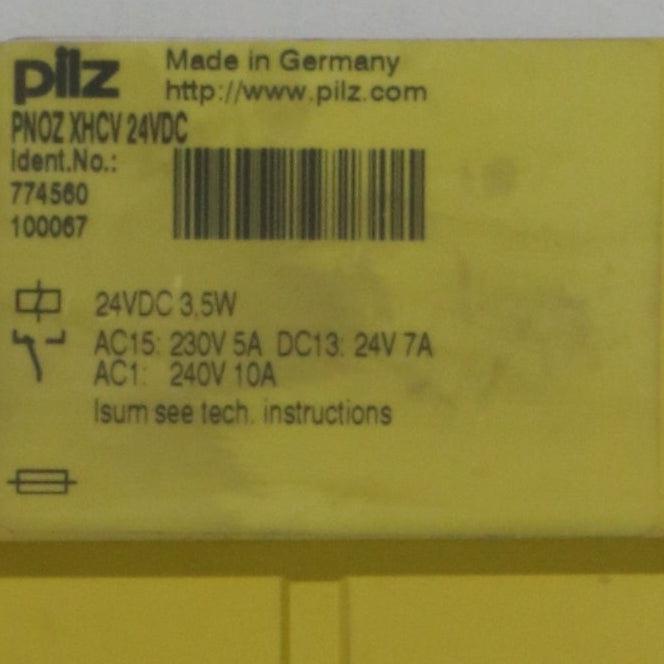 pilz
Made in Germany
http://www.pilz.com
PNOZ XHCV 24VDC
Ident.No.:
774560
100067
24VDC 3,5W
AC15: 230V 5A DC13: 24V 7A
AC1: 240V 10A
Isum see tech. instructions